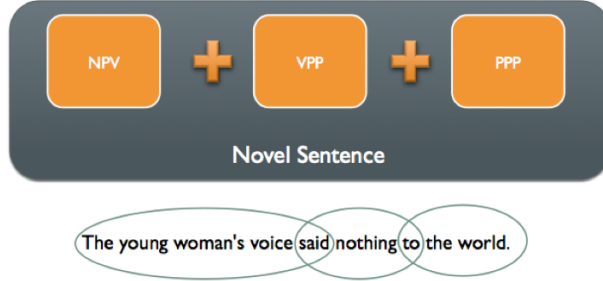 NPV + VPP + PPP
Novel Sentence
The young woman's voice said nothing to the world.